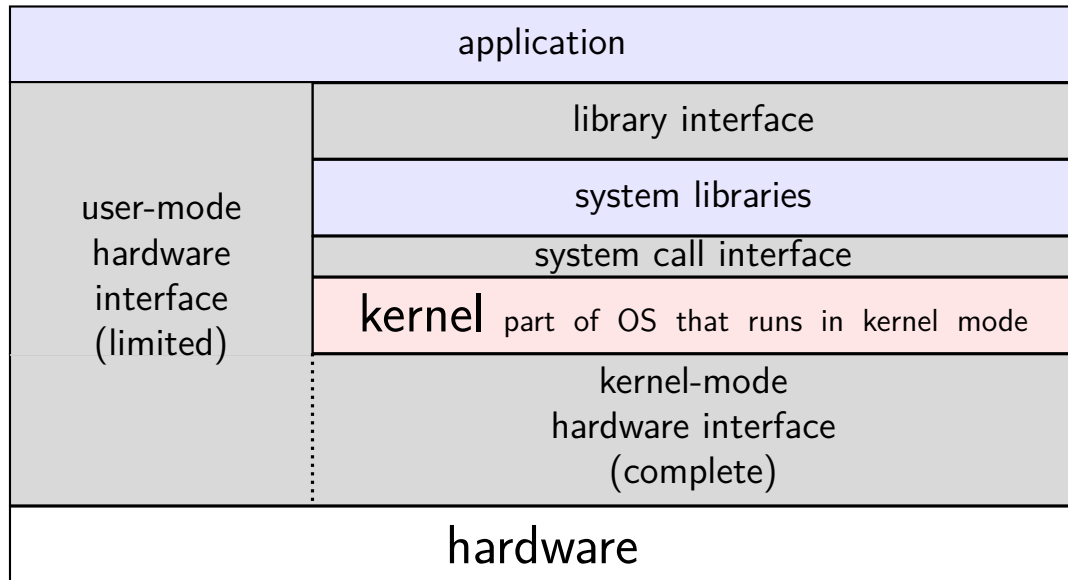 application
library interface
system libraries
user-mode
hardware
interface
(limited)
system call interface
kernel part of OS that runs in kernel mode
kernel-mode
hardware interface
(complete)
hardware